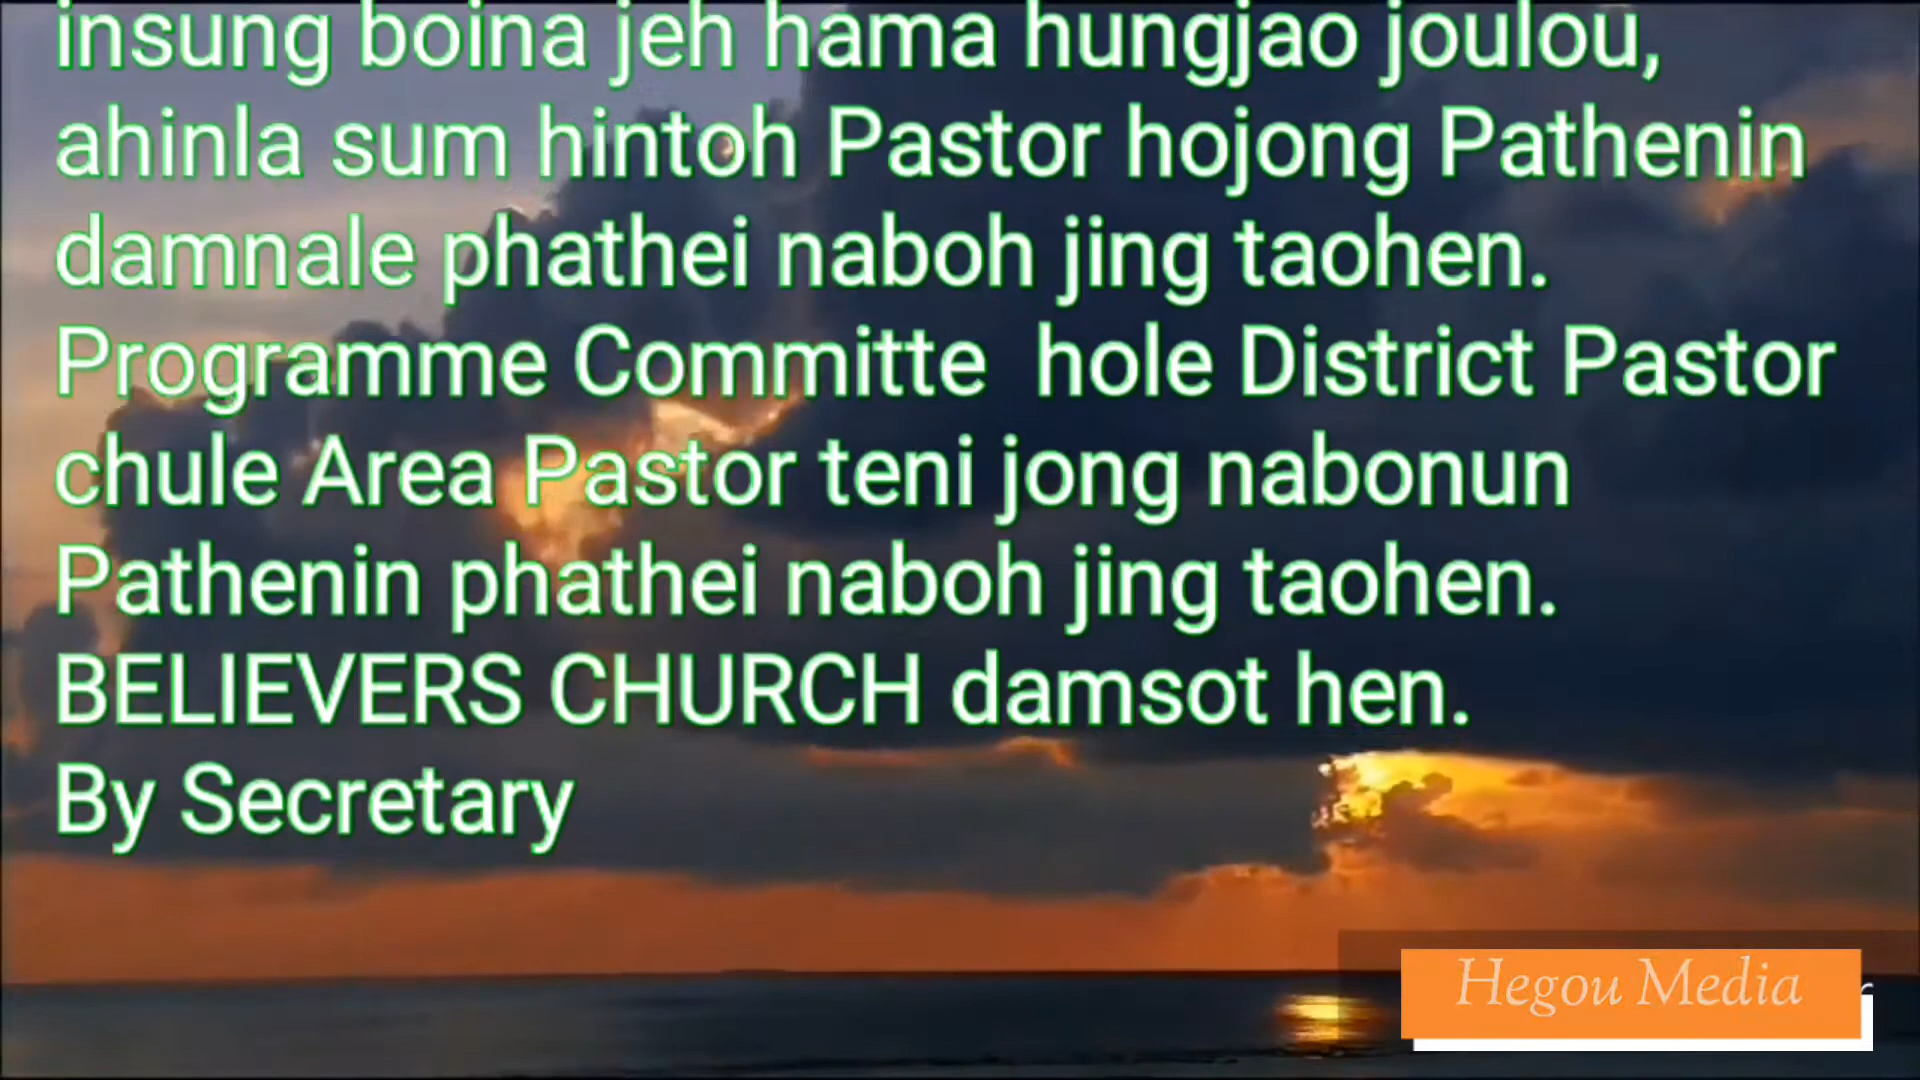 insung boina jeh hama hungjao joulou,
ahinla sum hintoh Pastor hojong Pathenin
damnale phathei naboh jing taohen.
Programme Committe  hole District Pastor
chule Area Pastor teni jong nabonun
Pathenin phathei naboh jing taohen.
BELIEVERS CHURCH damsot hen.
By Secretary
Hegou Media